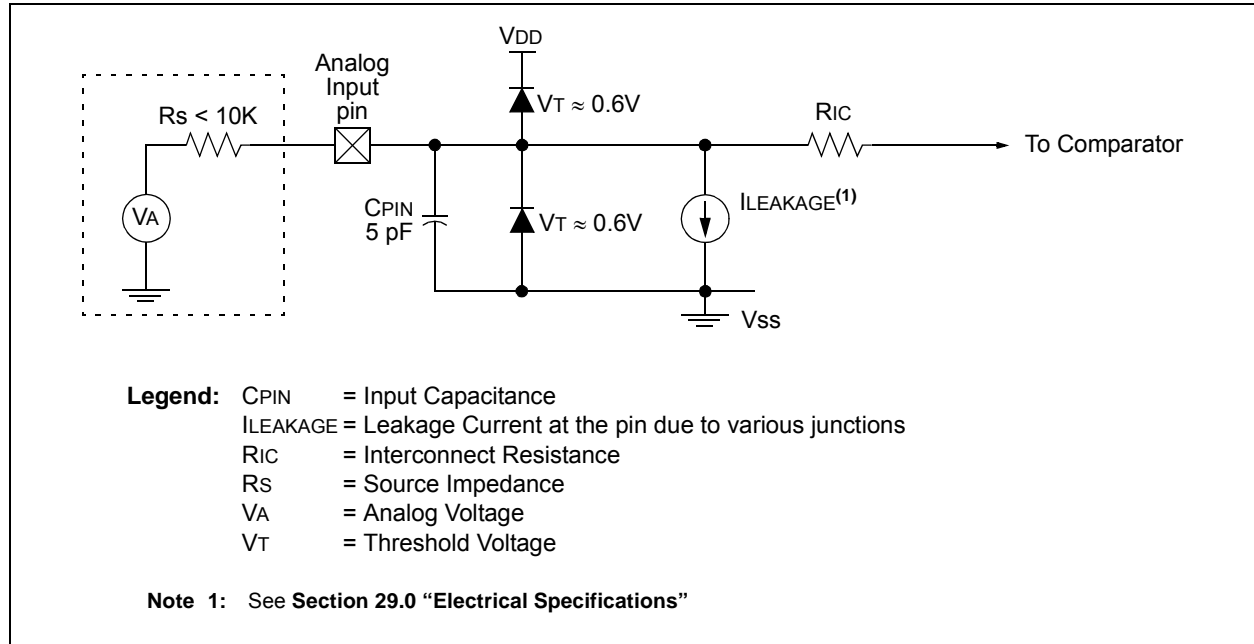 VDD
Analog
Input
pin
VT ≈ 0.6V
RIC
Rs < 10K
To Comparator
VA
CPIN
5 pF
VT ≈ 0.6V
ILEAKAGE(1)
Vss
Legend: CPIN = Input Capacitance
ILEAKAGE = Leakage Current at the pin due to various junctions
RIC = Interconnect Resistance
RS = Source Impedance
VA = Analog Voltage
VT = Threshold Voltage
Note 1: See Section 29.0 “Electrical Specifications”